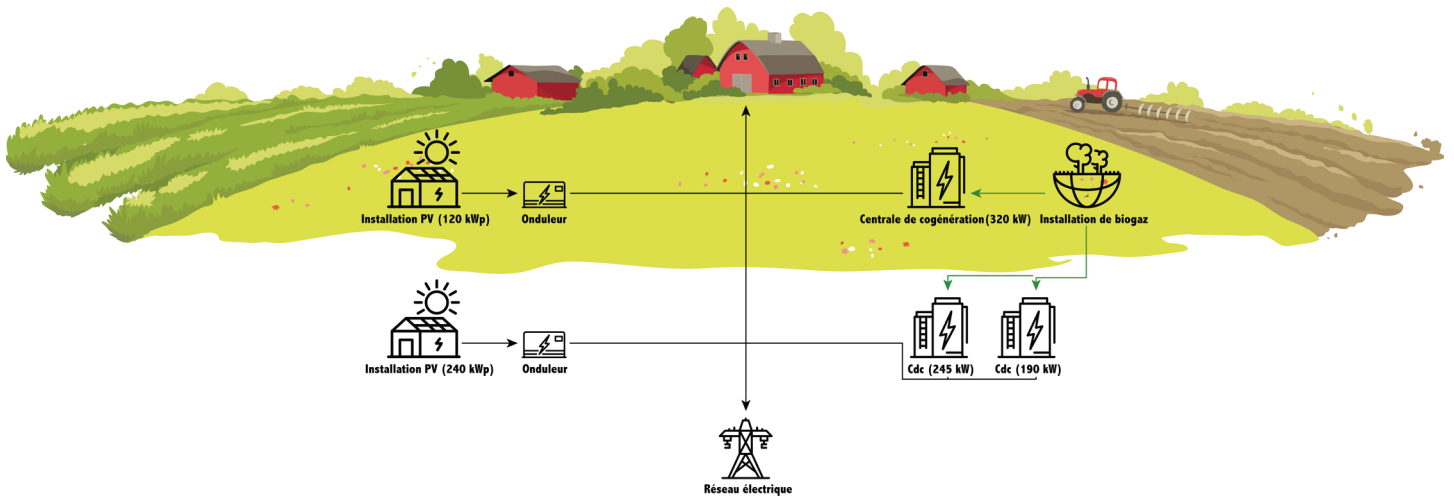 Installation PV (120 kWp)
Onduleur
Centrale de cogénération (320 kW)
Installation de biogaz
Installation PV (240 kWp)
Onduleur
Cdc (245 kW)
Cdc (190 kW)
Réseau électrique